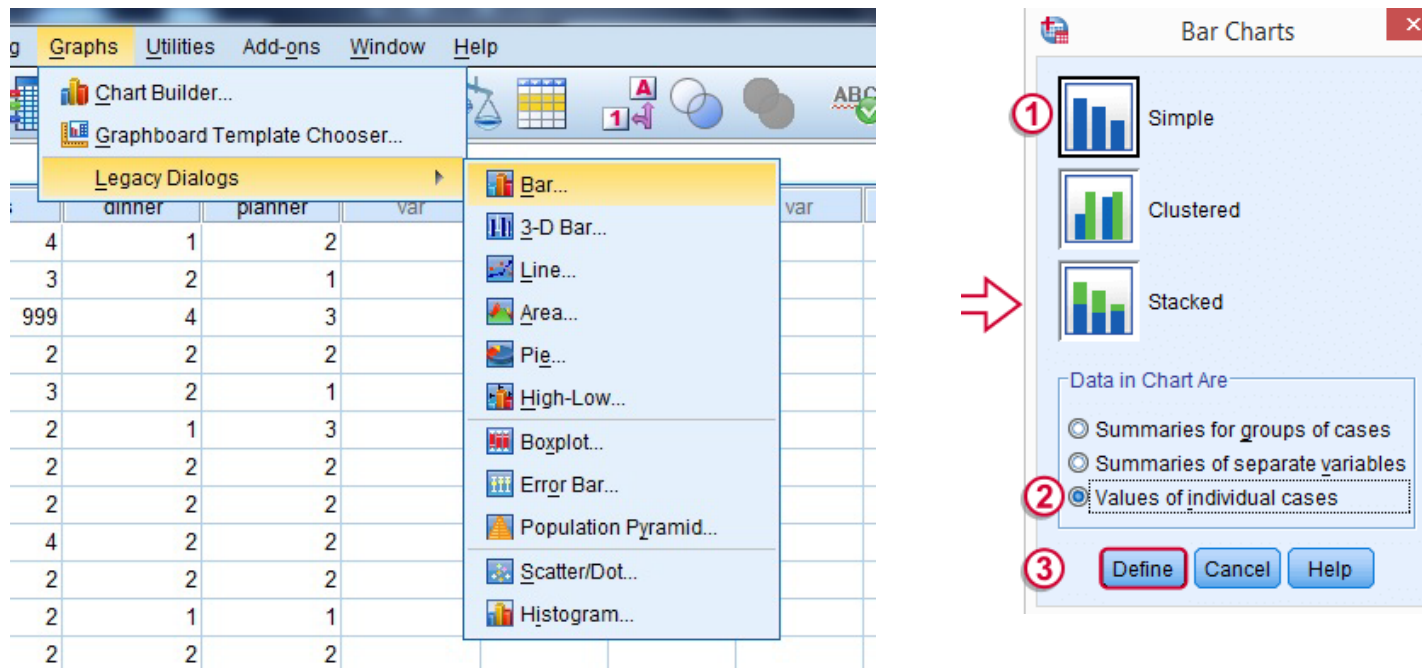 g Graphs Utilities Add-ons Window Help
Chart Builder...
Graphboard Template Chooser...
Legacy Dialogs
Bar...
3-D Bar...
Line...
Area...
Pie...
High-Low...
Boxplot...
Error Bar...
Population Pyramid...
Scatter/Dot...
Histogram...
A
1
ABC
dinner planner var var
4 1 2
3 2 1
999 4 3
2 2 2
3 2 1
2 1 3
2 2 2
2 2 2
4 2 2
2 2 2
2 1 1
2 2 2
Bar Charts
1 Simple
Clustered
Stacked
Data in Chart Are
Summaries for groups of cases
Summaries of separate variables
2 Values of individual cases
3 Define Cancel Help